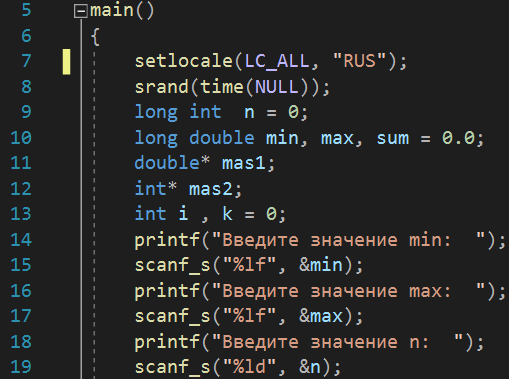 5 main()
6 {
7 setlocale(LC_ALL, "RUS");
8 srand(time(NULL));
9 long int  n = 0;
10 long double min, max, sum = 0.0;
11 double* mas1;
12 int* mas2;
13 int i , k = 0;
14 printf("Введите значение min:  ");
15 scanf_s("%lf", &min);
16 printf("Введите значение max:  ");
17 scanf_s("%lf", &max);
18 printf("Введите значение n:  ");
19 scanf_s("%ld", &n);